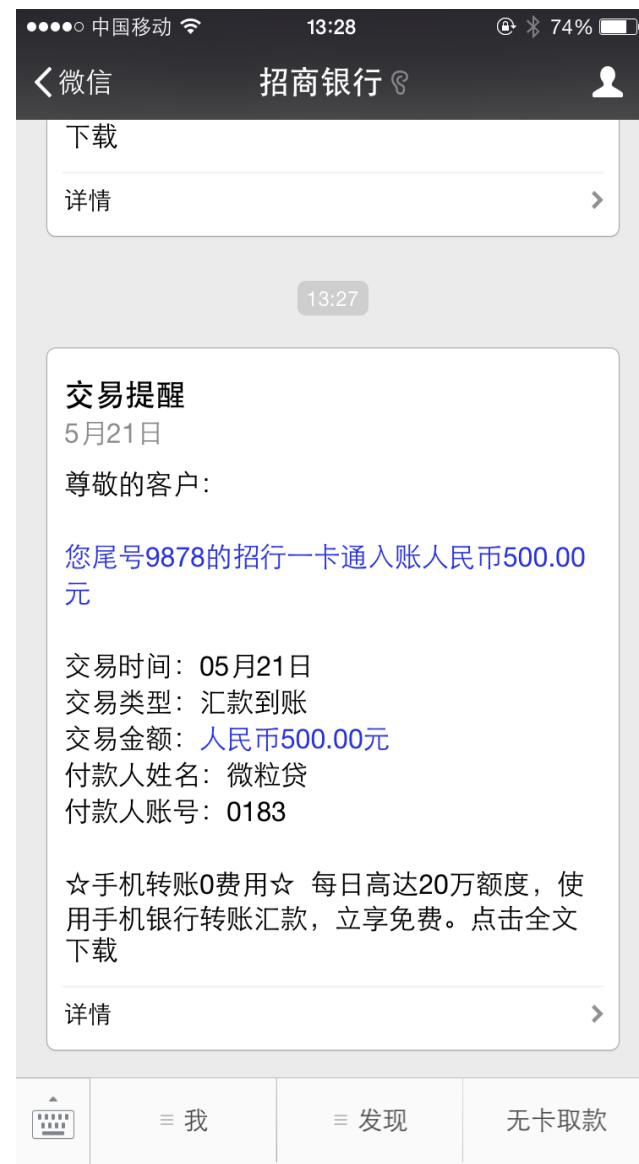 中国移动 13:28 74%
微信 招商银行
下载
详情
13:27
交易提醒
5月21日
尊敬的客户:
您尾号9878的招行一卡通入账人民币500.00
元
交易时间: 05月21日
交易类型: 汇款到账
交易金额: 人民币500.00元
付款人姓名: 微粒贷
付款人账号: 0183
☆手机转账0费用☆ 每日高达20万额度, 使
用手机银行转账汇款, 立享免费。点击全文
下载
详情
我 发现 无卡取款